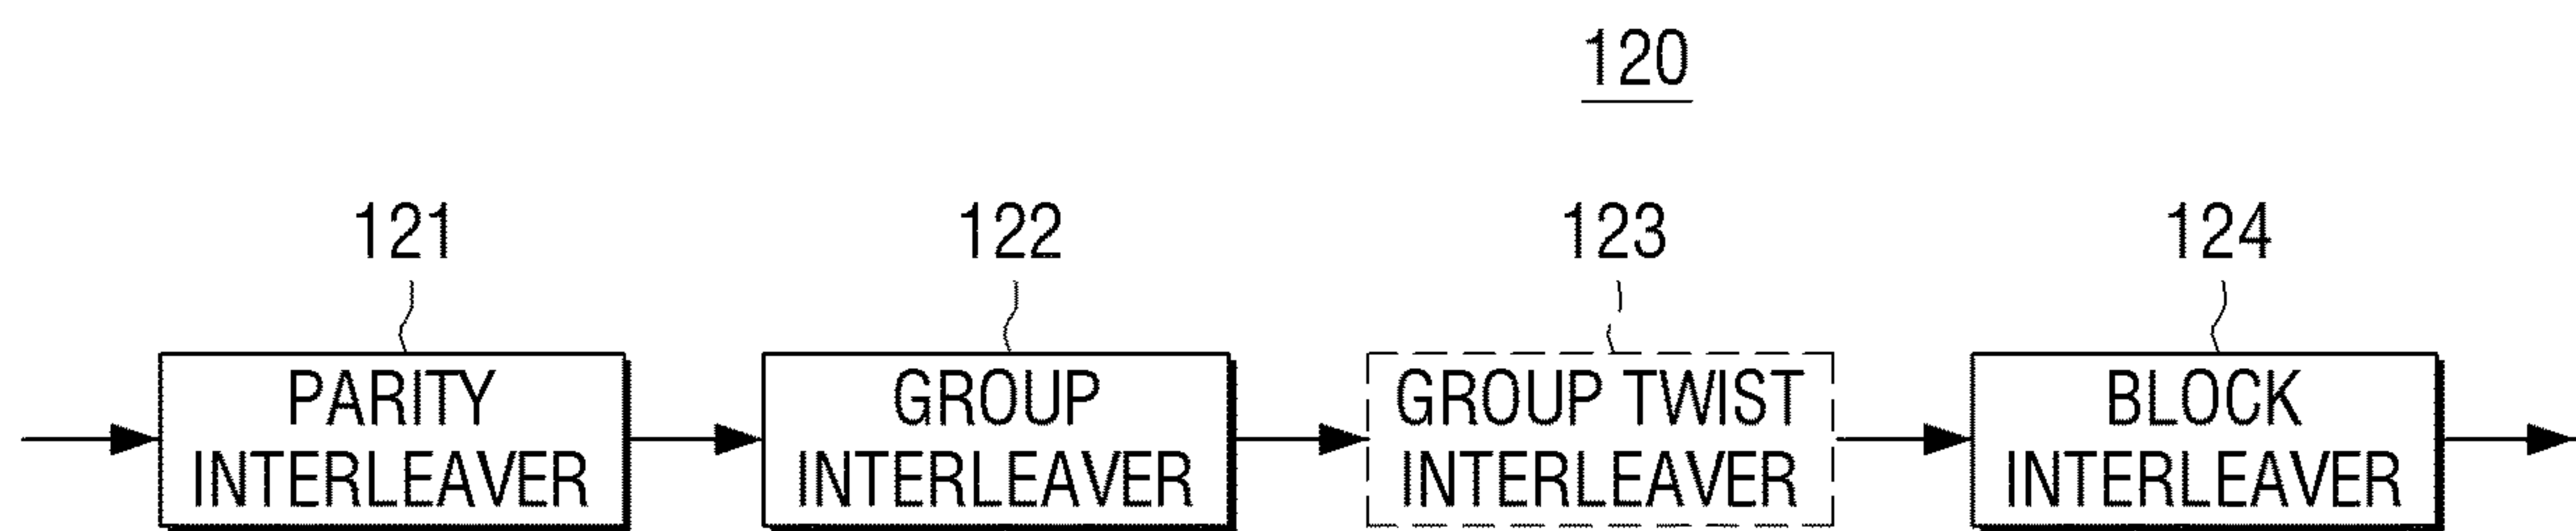 120
121
122
123
124
PARITY
INTERLEAVER
GROUP
INTERLEAVER
GROUP TWIST
INTERLEAVER
BLOCK
INTERLEAVER